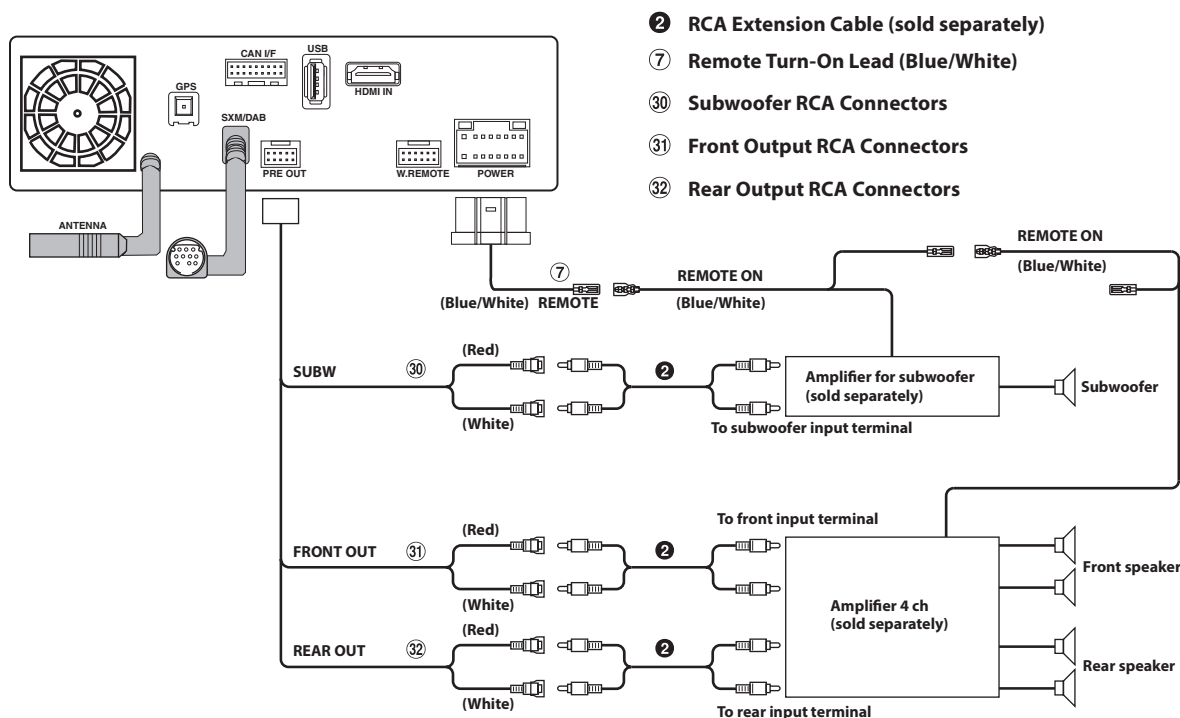 ❷ RCA Extension Cable (sold separately)
⑦ Remote Turn-On Lead (Blue/White)
㉚ Subwoofer RCA Connectors
㉛ Front Output RCA Connectors
㉜ Rear Output RCA Connectors
CAN I/F
USB
GPS
HDMI IN
SXM/DAB
PRE OUT
W.REMOTE
POWER
ANTENNA
⑦
(Blue/White) REMOTE
REMOTE ON
(Blue/White)
REMOTE ON
(Blue/White)
SUBW
㉚
(Red)
(White)
❷
To subwoofer input terminal
Amplifier for subwoofer
(sold separately)
Subwoofer
FRONT OUT
㉛
(Red)
(White)
❷
To front input terminal
Amplifier 4 ch
(sold separately)
Front speaker
REAR OUT
㉜
(Red)
(White)
❷
To rear input terminal
Rear speaker